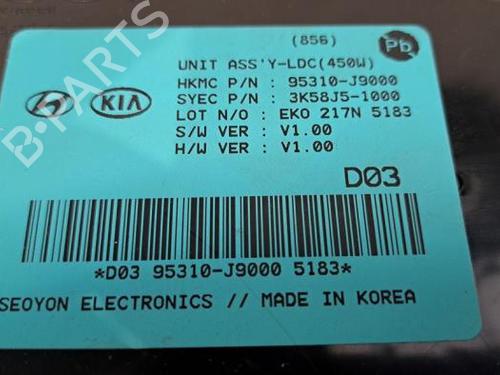 (856)
Pb
UNIT ASS'Y-LDC(450W)
HKMC P/N : 95310-J9000
SYEC P/N : 3K58J5-1000
LOT N/O : EKO 217N 5183
S/W VER : V1.00
H/W VER : V1.00
KIA
D03
*D03 95310-J9000 5183*
SEOYON ELECTRONICS // MADE IN KOREA
B-PARTS